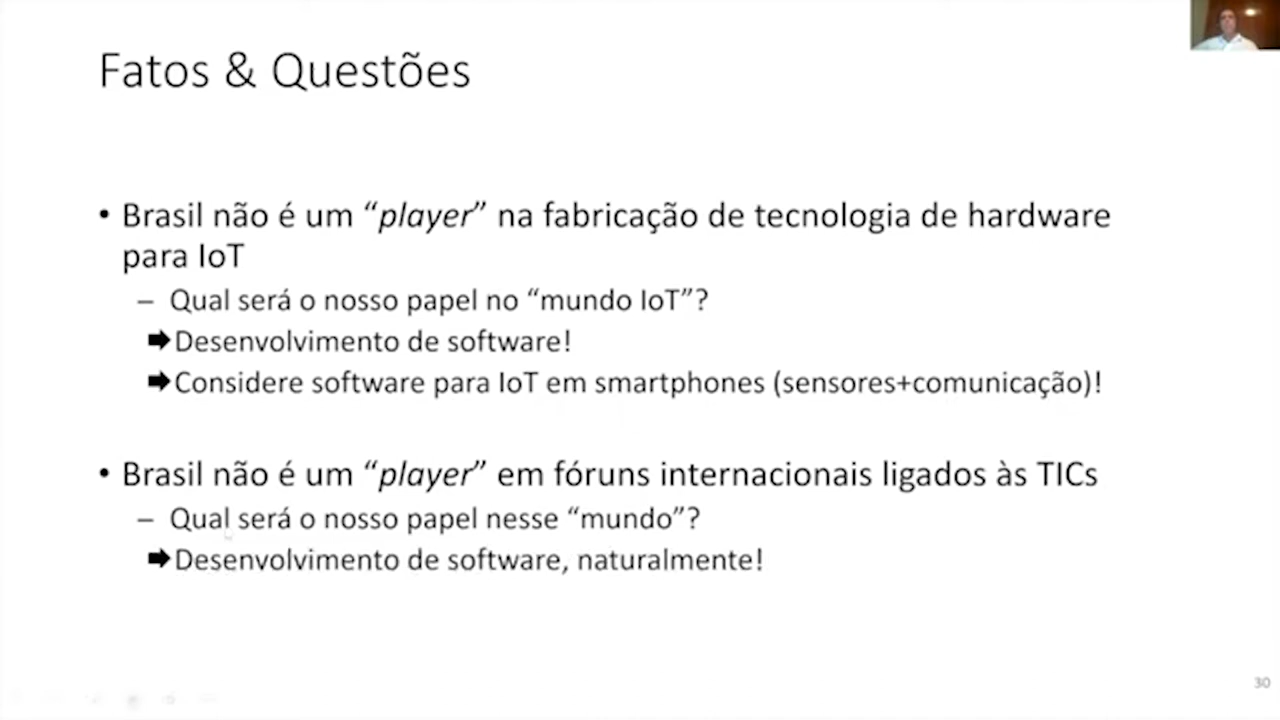 Fatos & Questões
• Brasil não é um “player” na fabricação de tecnologia de hardware
para IoT
– Qual será o nosso papel no “mundo IoT”?
➡Desenvolvimento de software!
➡Considere software para IoT em smartphones (sensores+comunicação)!
• Brasil não é um “player” em fóruns internacionais ligados às TICs
– Qual será o nosso papel nesse “mundo”?
➡Desenvolvimento de software, naturalmente!
30